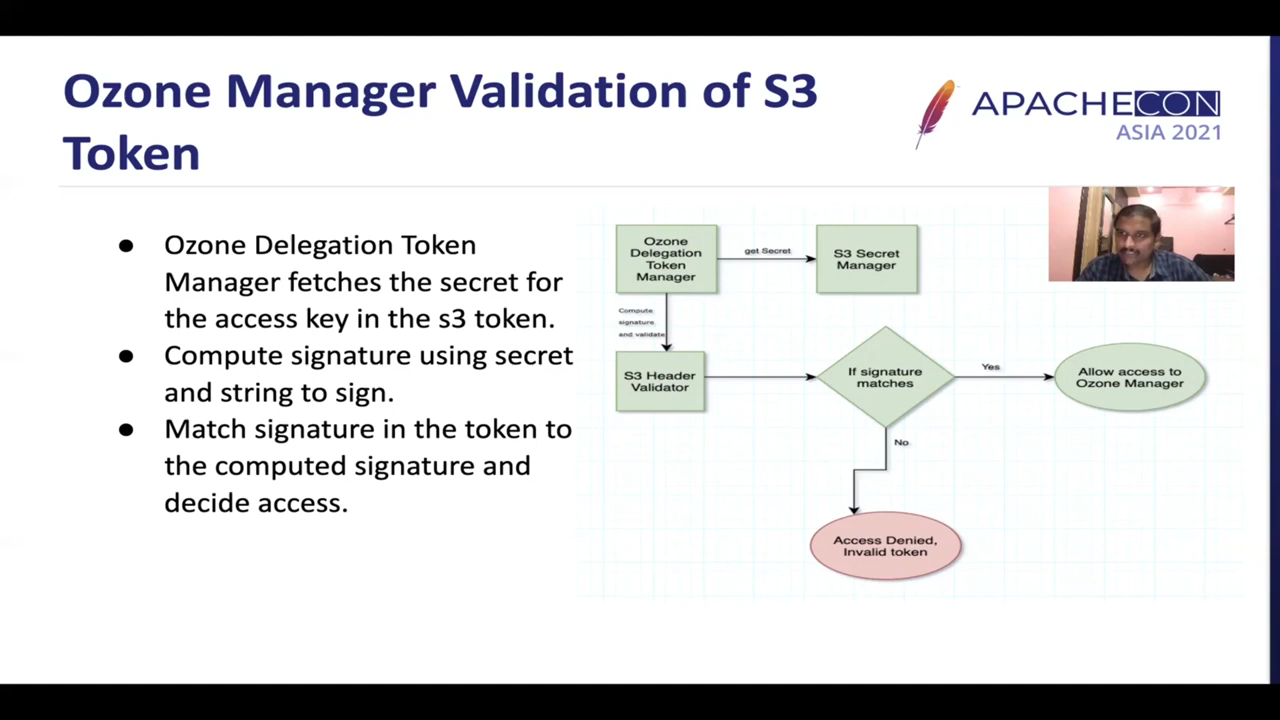 Ozone Manager Validation of S3
Token
APACHECON
ASIA 2021
● Ozone Delegation Token
Manager fetches the secret for
the access key in the s3 token.
● Compute signature using secret
and string to sign.
● Match signature in the token to
the computed signature and
decide access.
Ozone
Delegation
Token
Manager
get Secret
S3 Secret
Manager
Compute
signature
and validate
S3 Header
Validator
If signature
matches
Yes
Allow access to
Ozone Manager
No
Access Denied,
Invalid token